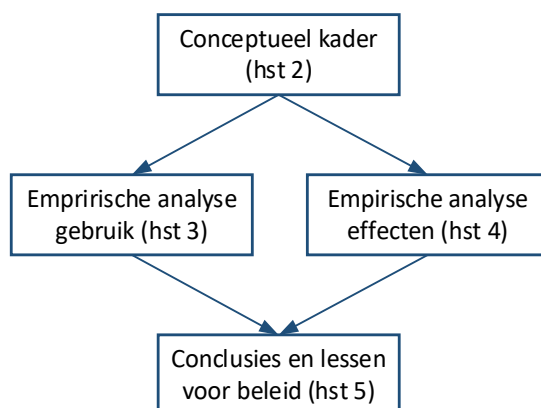 Conceptueel kader
(hst 2)
Emprirische analyse
gebruik (hst 3)
Empirische analyse
effecten (hst 4)
Conclusies en lessen
voor beleid (hst 5)